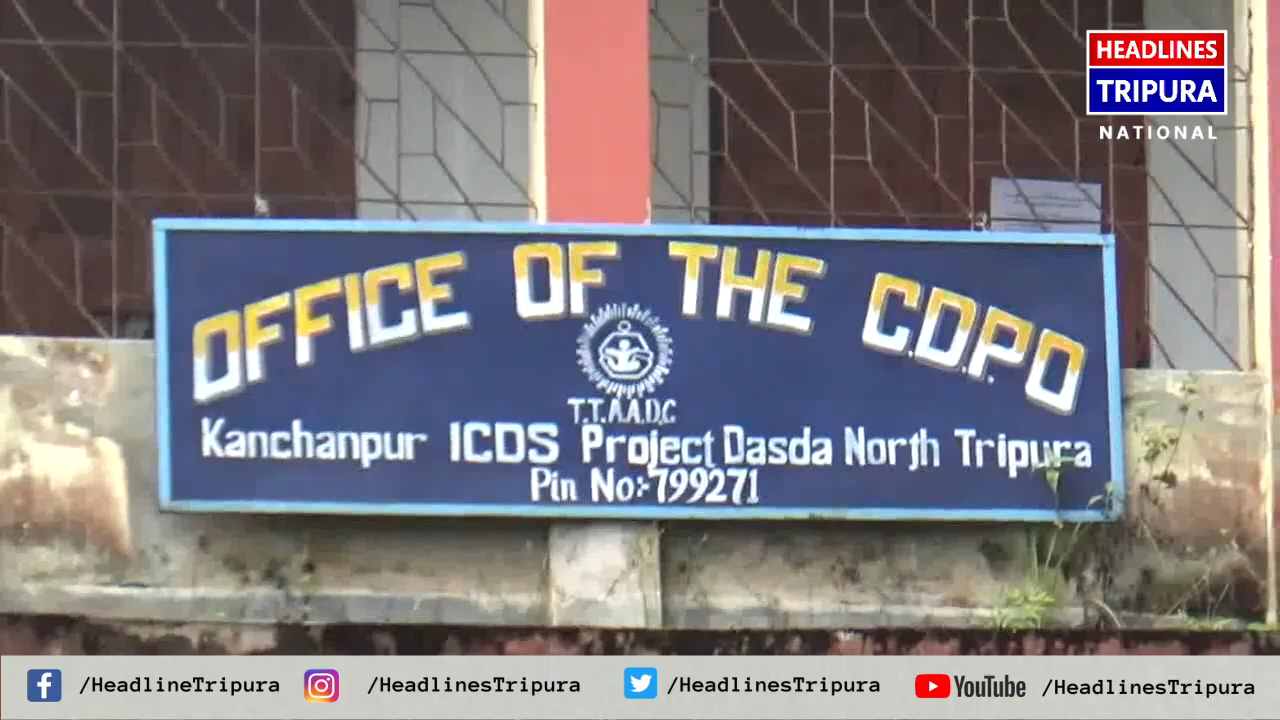 HEADLINES
TRIPURA
NATIONAL
OFFICE OF THE C.D.P.O
T.T.A.A.D.C
Kanchanpur ICDS Project Dasda North Tripura
Pin No:-799271
/HeadlineTripura /HeadlinesTripura /HeadlinesTripura YouTube /HeadlinesTripura